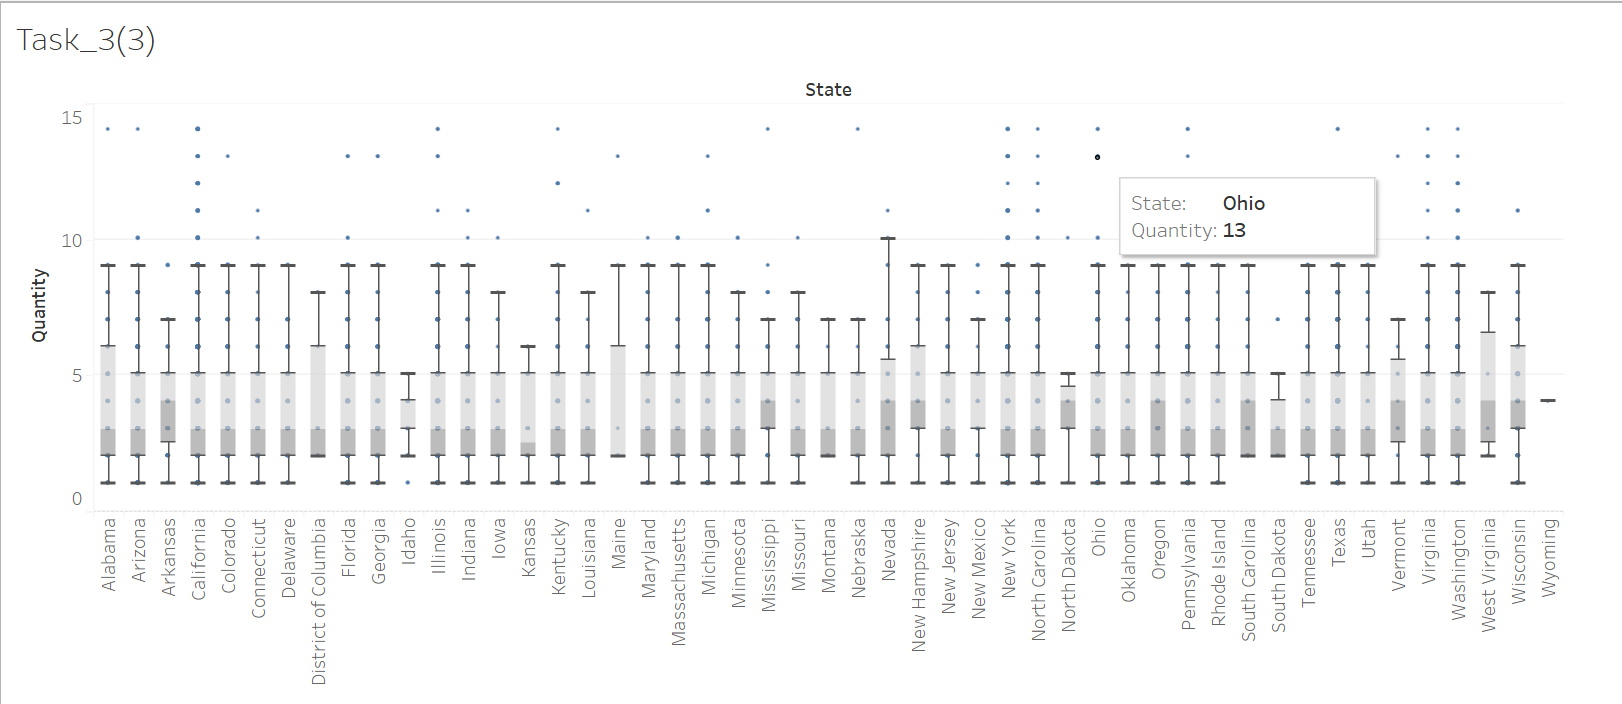 Task_3(3)
State
15
10
5
0
Quantity
State: Ohio
Quantity: 13
Alabama
Arizona
Arkansas
California
Colorado
Connecticut
Delaware
District of Columbia
Florida
Georgia
Idaho
Illinois
Indiana
Iowa
Kansas
Kentucky
Louisiana
Maine
Maryland
Massachusetts
Michigan
Minnesota
Mississippi
Missouri
Montana
Nebraska
Nevada
New Hampshire
New Jersey
New Mexico
New York
North Carolina
North Dakota
Ohio
Oklahoma
Oregon
Pennsylvania
Rhode Island
South Carolina
South Dakota
Tennessee
Texas
Utah
Vermont
Virginia
Washington
West Virginia
Wisconsin
Wyoming